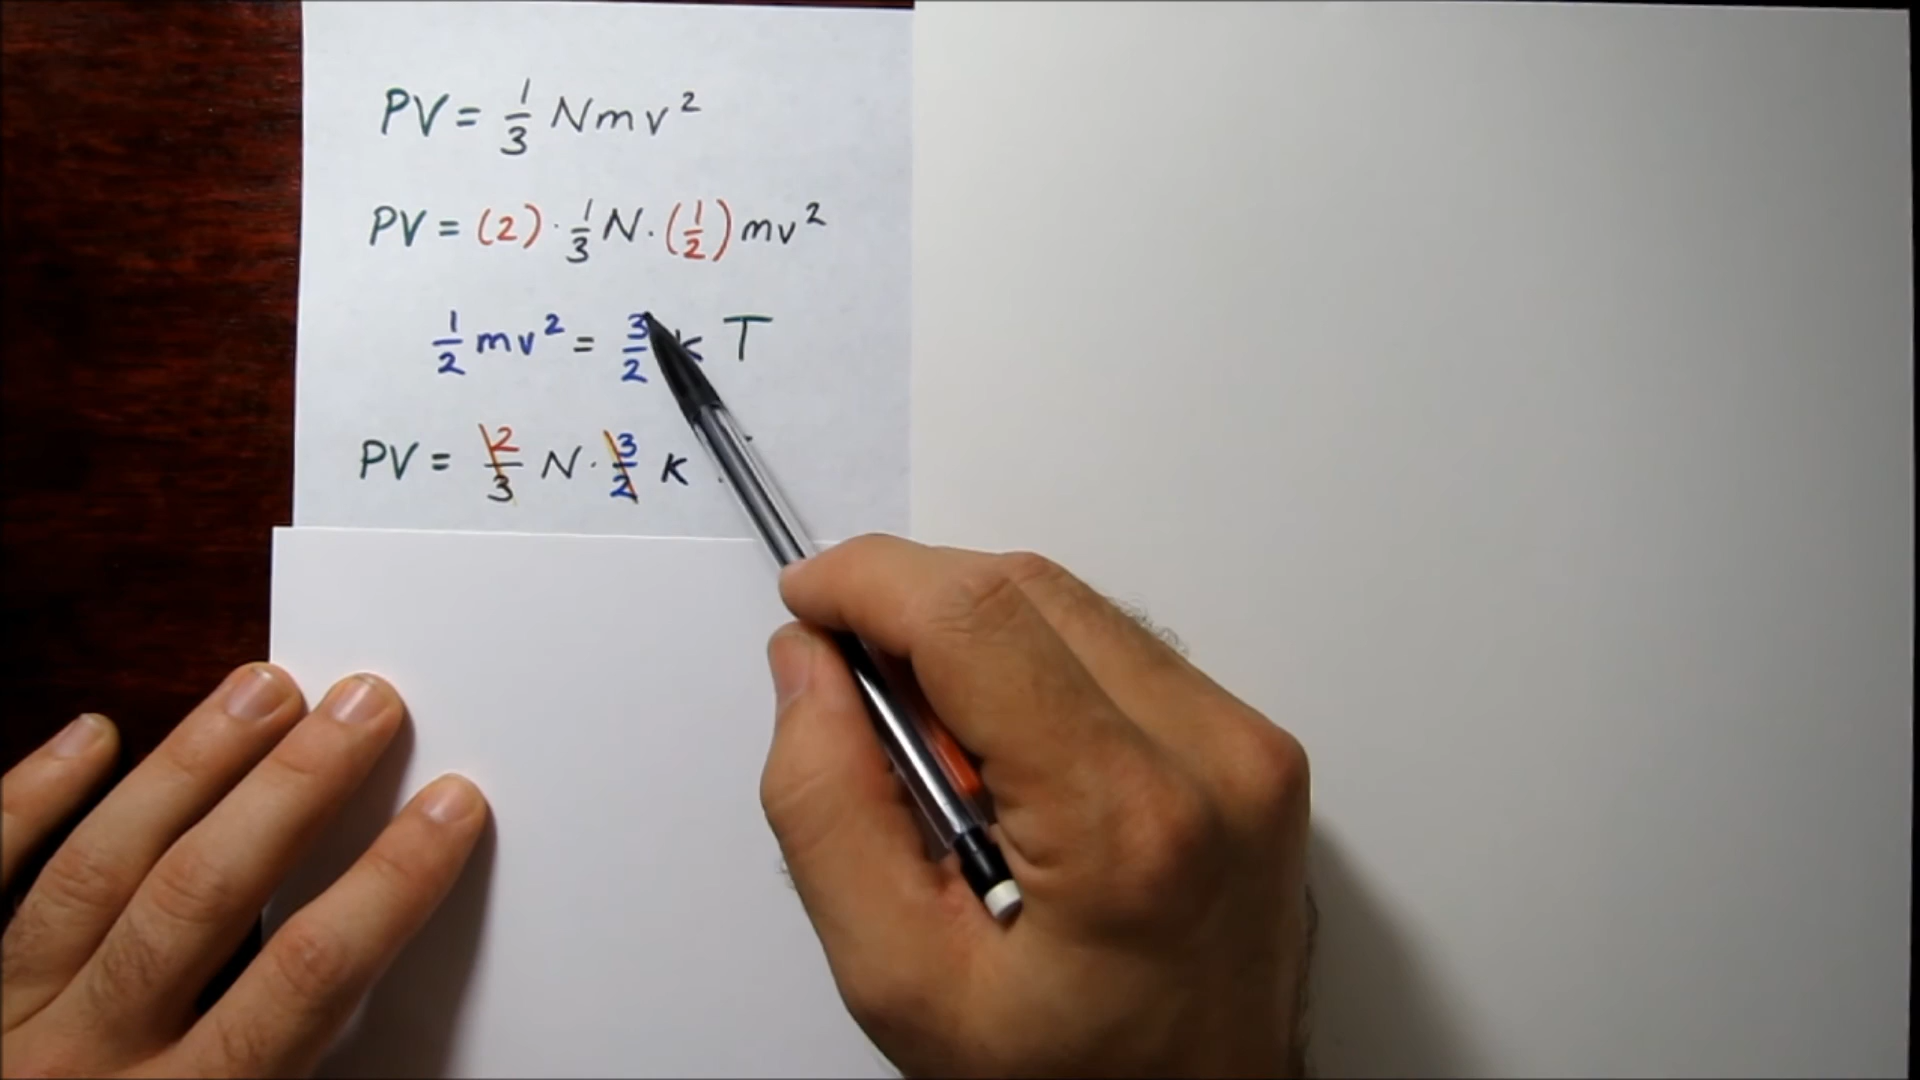 PV = 1/3 Nmv²
PV = (2) · 1/3 N · (1/2) mv²
1/2 mv² = 3/2 k T
PV = 2/3 N · 3/2 k